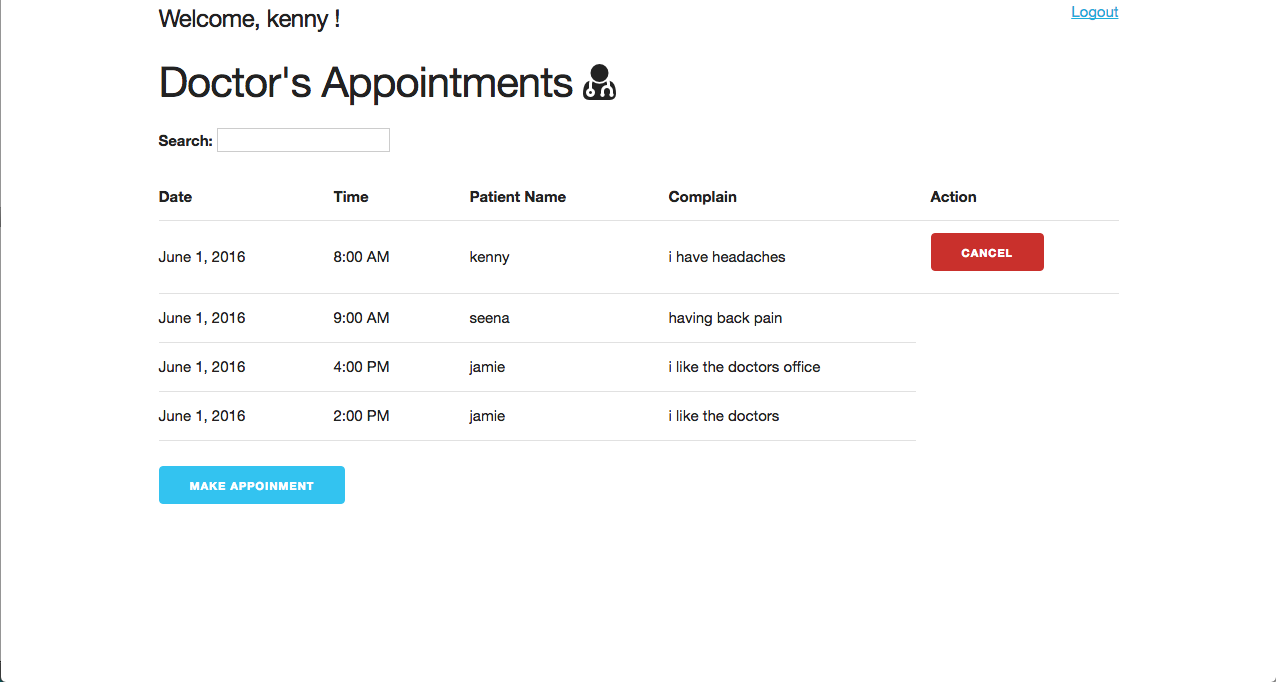 Welcome, kenny !
Logout
Doctor's Appointments
Search:
Date Time Patient Name Complain Action
June 1, 2016 8:00 AM kenny i have headaches CANCEL
June 1, 2016 9:00 AM seena having back pain
June 1, 2016 4:00 PM jamie i like the doctors office
June 1, 2016 2:00 PM jamie i like the doctors
MAKE APPOINMENT